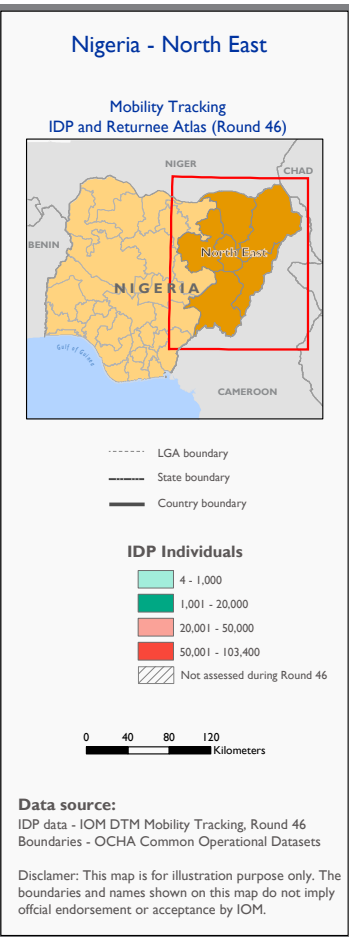 Nigeria - North East
Mobility Tracking
IDP and Returnee Atlas (Round 46)
NIGER
CHAD
BENIN
North East
NIGERIA
Gulf of Guinea
CAMEROON
LGA boundary
State boundary
Country boundary
IDP Individuals
4 - 1,000
1,001 - 20,000
20,001 - 50,000
50,001 - 103,400
Not assessed during Round 46
0 40 80 120
Kilometers
Data source:
IDP data - IOM DTM Mobility Tracking, Round 46
Boundaries - OCHA Common Operational Datasets
Disclamer: This map is for illustration purpose only. The
boundaries and names shown on this map do not imply
offcial endorsement or acceptance by IOM.